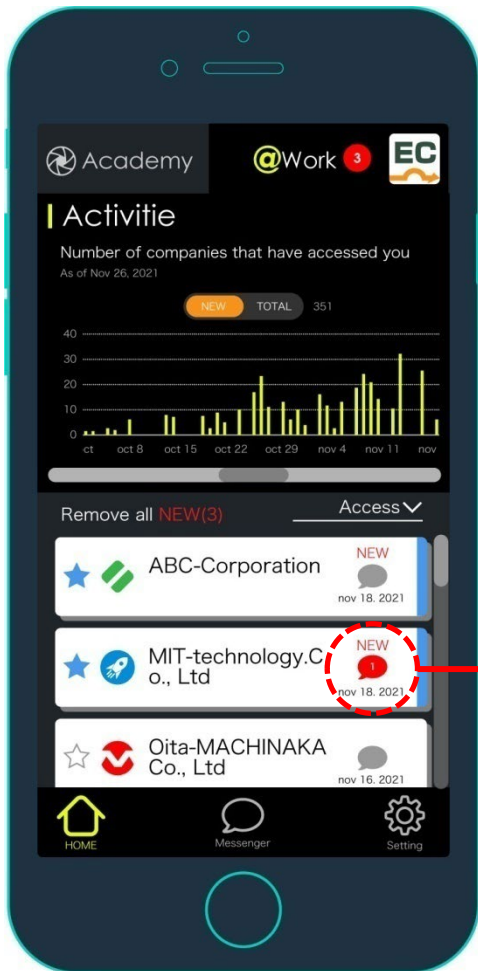 Academy
@Work 3
EC
Activitie
Number of companies that have accessed you
As of Nov 26, 2021
NEW TOTAL 351
40
30
20
10
0
ct oct 8 oct 15 oct 22 oct 29 nov 4 nov 11 nov
Remove all NEW(3)
Access
ABC-Corporation
NEW
nov 18. 2021
MIT-technology.C
o., Ltd
NEW
1
nov 18. 2021
Oita-MACHINAKA
Co., Ltd
nov 16. 2021
HOME
Messenger
Setting